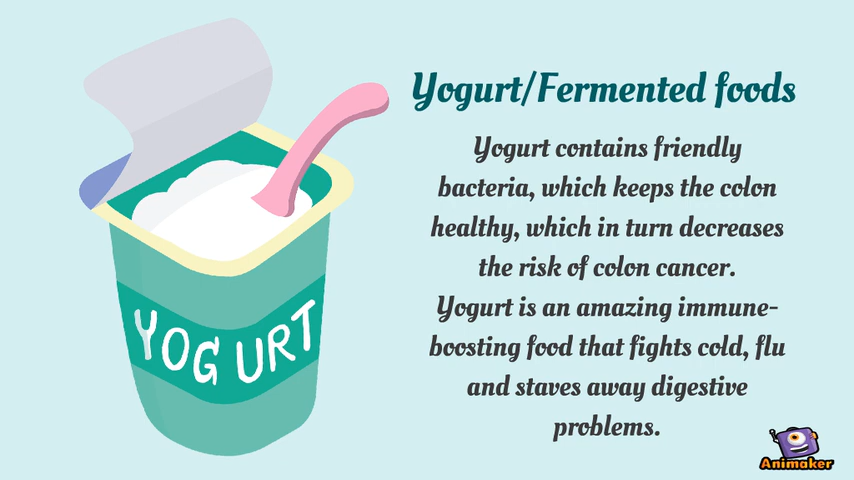 Yogurt/Fermented foods
Yogurt contains friendly
bacteria, which keeps the colon
healthy, which in turn decreases
the risk of colon cancer.
Yogurt is an amazing immune-
boosting food that fights cold, flu
and staves away digestive
problems.
YOGURT
Animaker